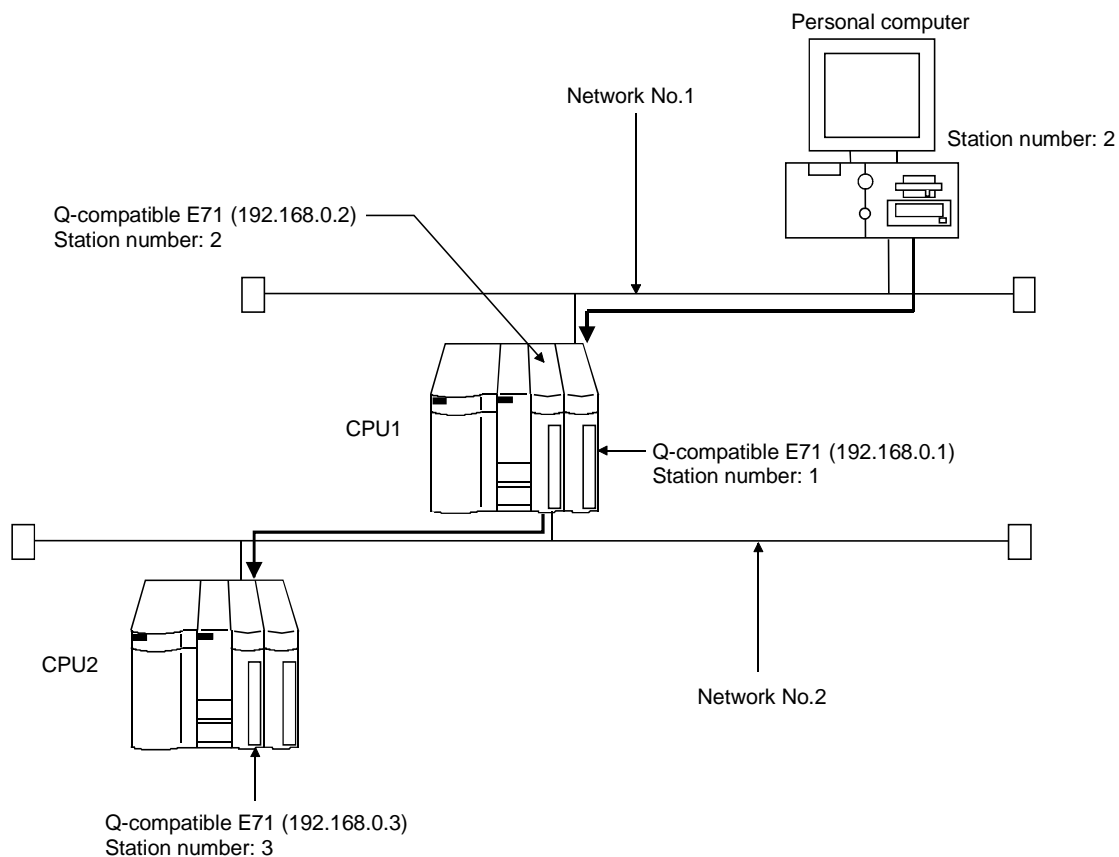 Personal computer
Network No.1
Station number: 2
Q-compatible E71 (192.168.0.2)
Station number: 2
CPU1
Q-compatible E71 (192.168.0.1)
Station number: 1
CPU2
Network No.2
Q-compatible E71 (192.168.0.3)
Station number: 3